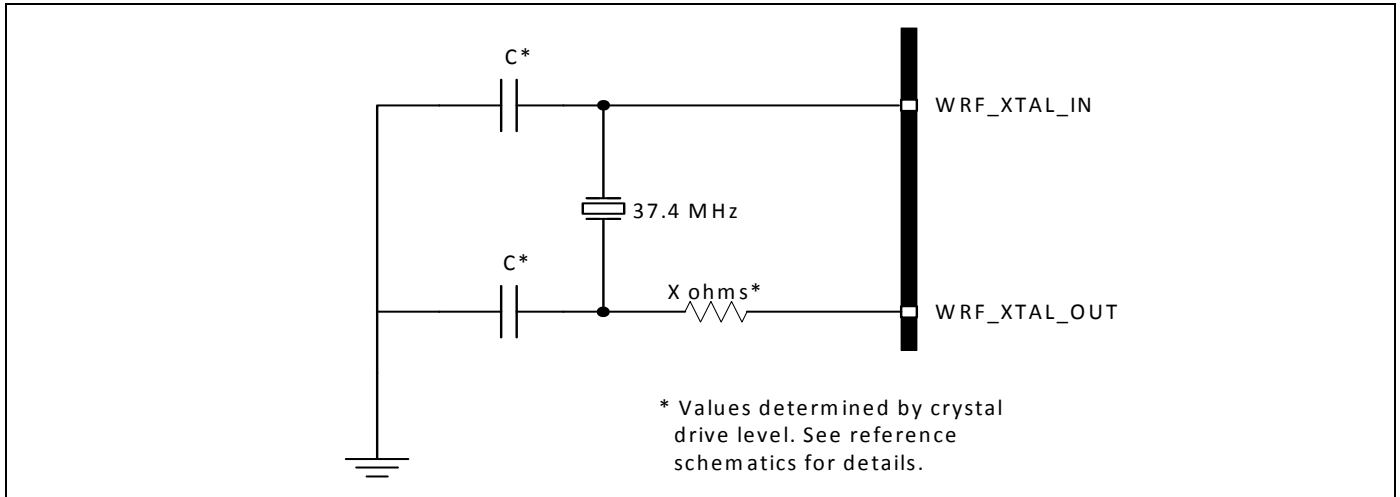 C*
WRF_XTAL_IN
37.4 MHz
C*
X ohms*
WRF_XTAL_OUT
* Values determined by crystal
drive level. See reference
schematics for details.